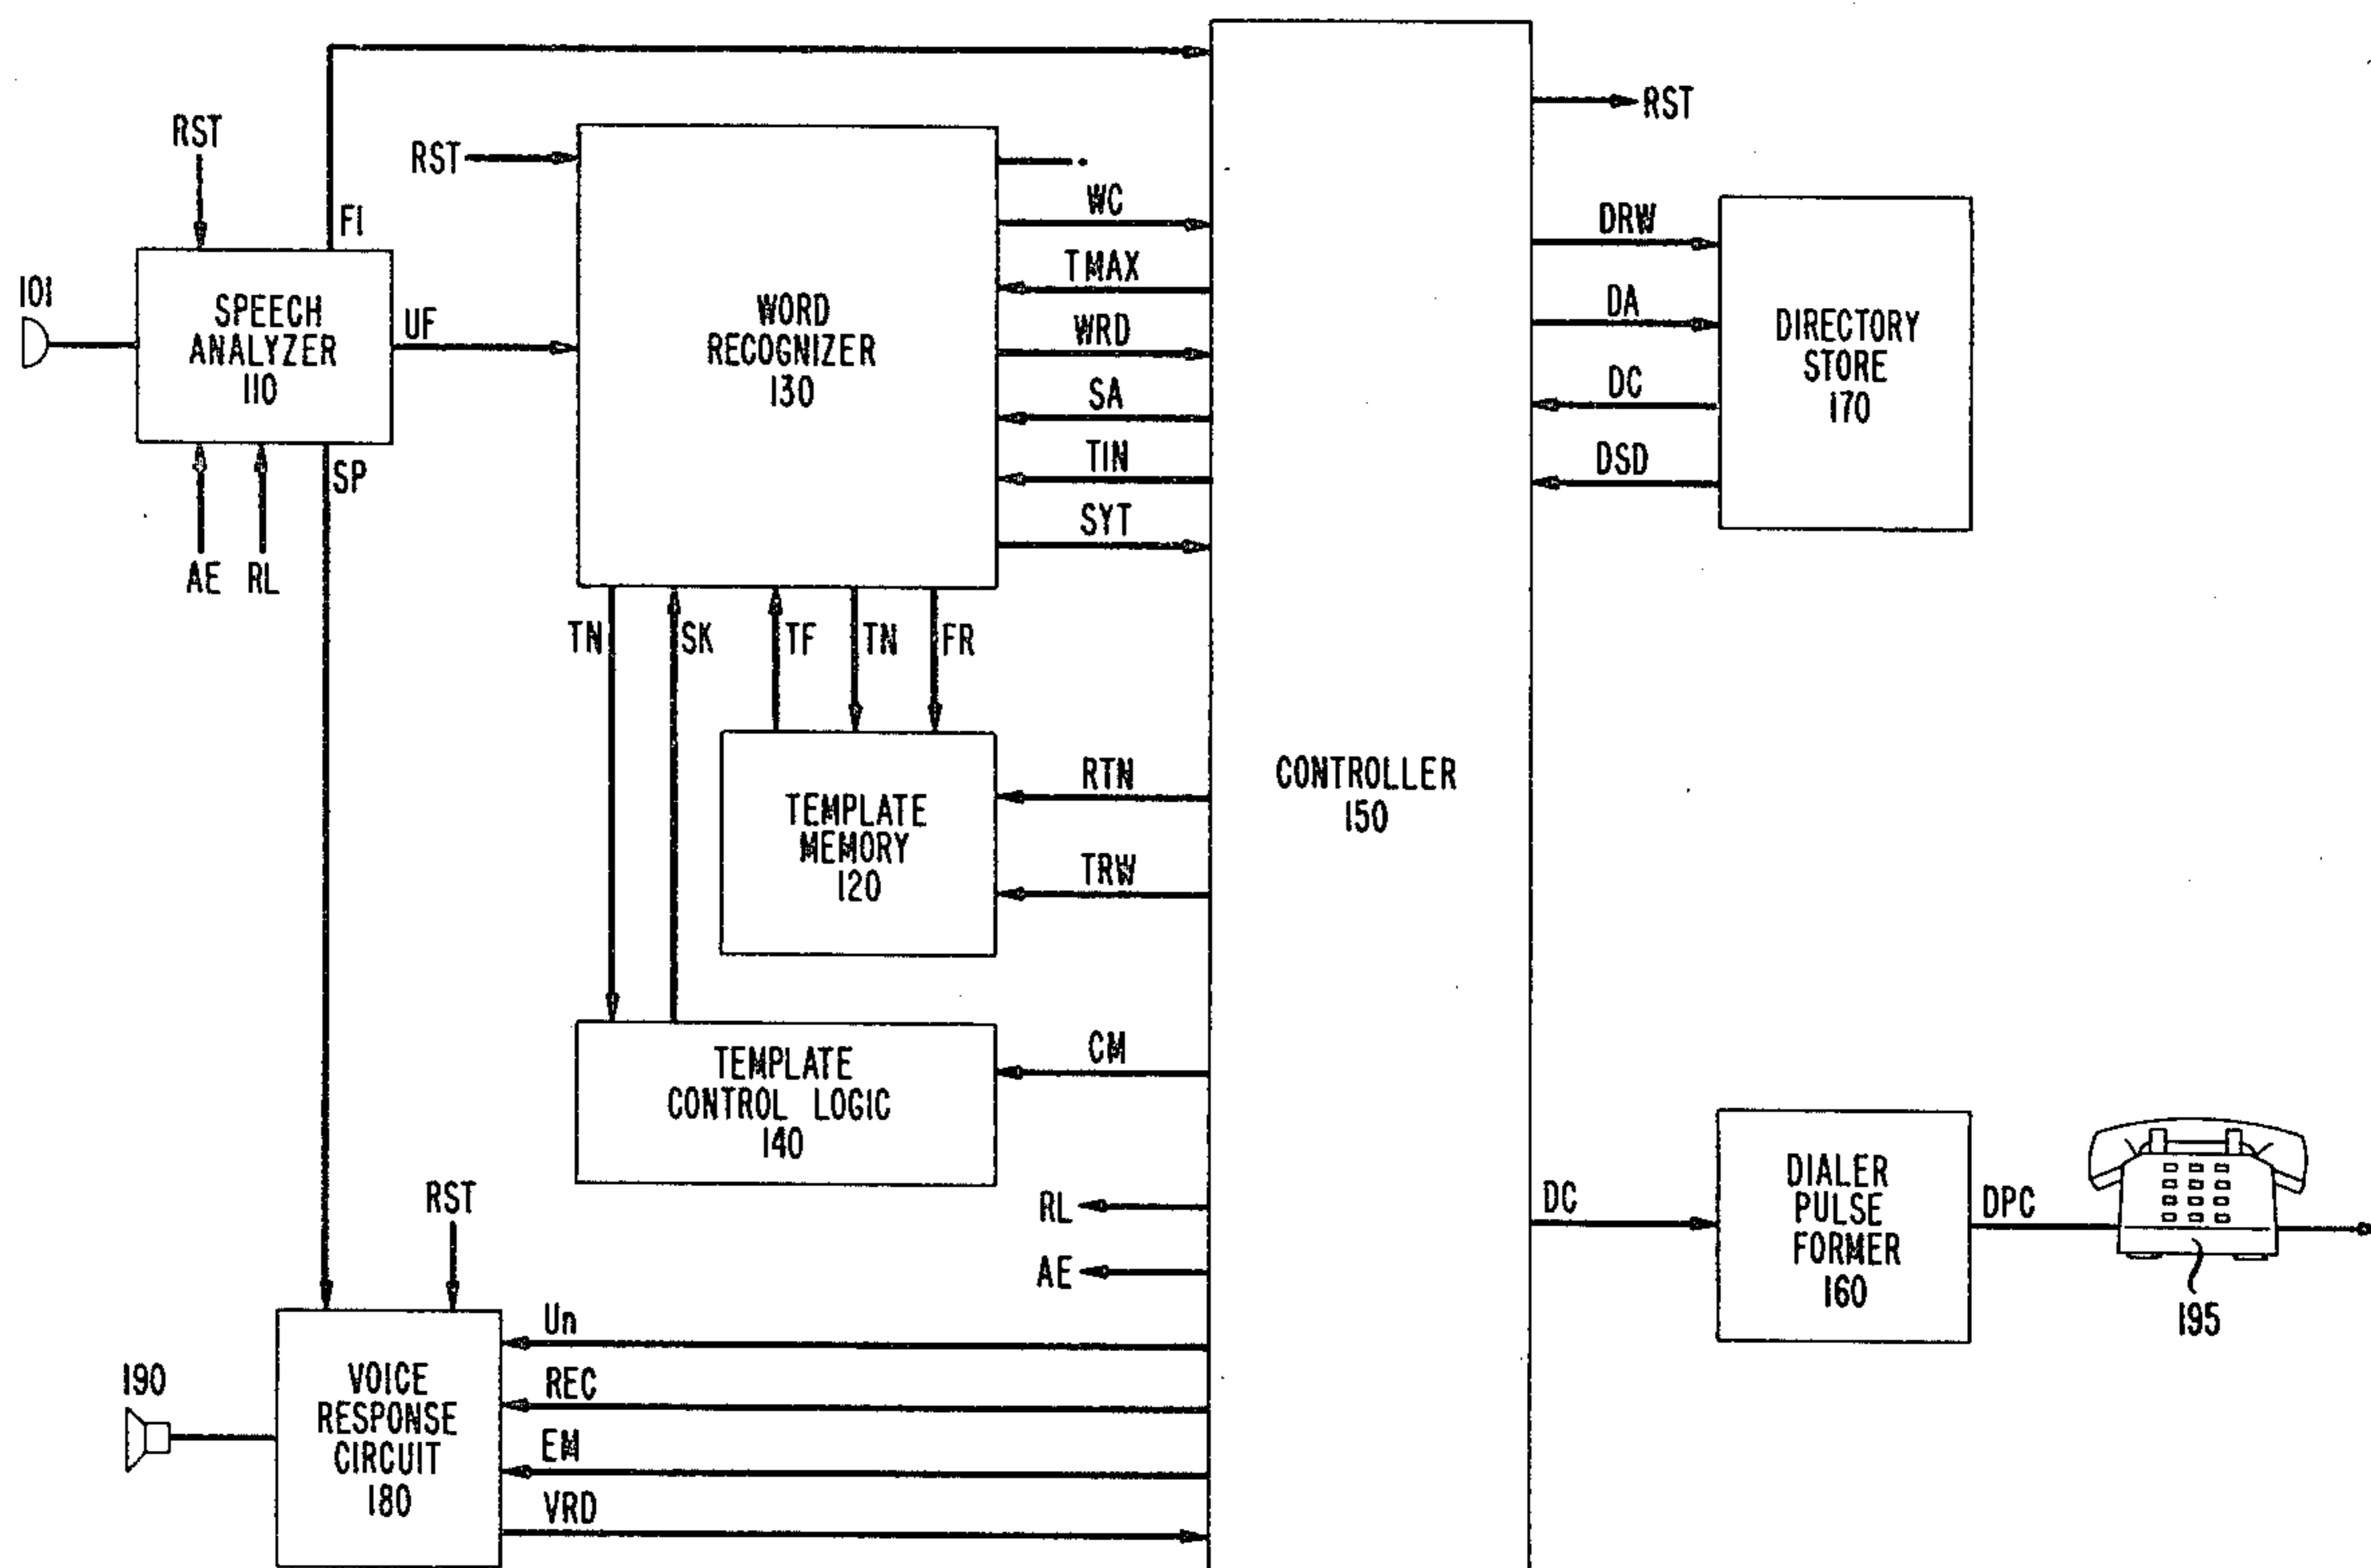 RST
RST
RST
FI
WC
101
SPEECH
ANALYZER
110
UF
WORD
RECOGNIZER
130
TMAX
WRD
SA
TIN
SYT
DRW
DA
DC
DSD
DIRECTORY
STORE
170
SP
AE
RL
TN
SK
TF
TN
FR
TEMPLATE
MEMORY
120
RTN
TRW
CONTROLLER
150
TEMPLATE
CONTROL LOGIC
140
CM
RL
AE
RST
DC
DIALER
PULSE
FORMER
160
DPC
195
190
VOICE
RESPONSE
CIRCUIT
180
Un
REC
EM
VRD